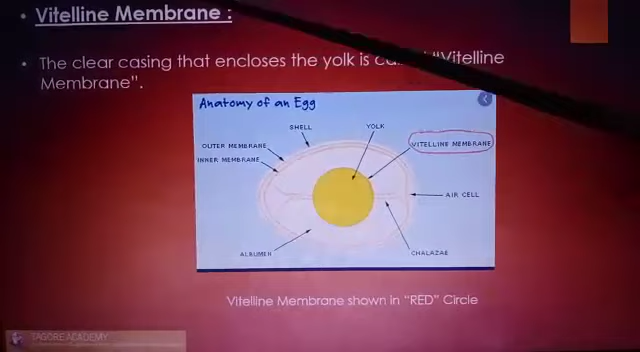 Vitelline Membrane :
The clear casing that encloses the yolk is "Vitelline
Membrane".
Anatomy of an Egg
SHELL
YOLK
OUTER MEMBRANE
VITELLINE MEMBRANE
INNER MEMBRANE
AIR CELL
ALBUMEN
CHALAZAE
Vitelline Membrane shown in "RED" Circle
TAGORE ACADEMY